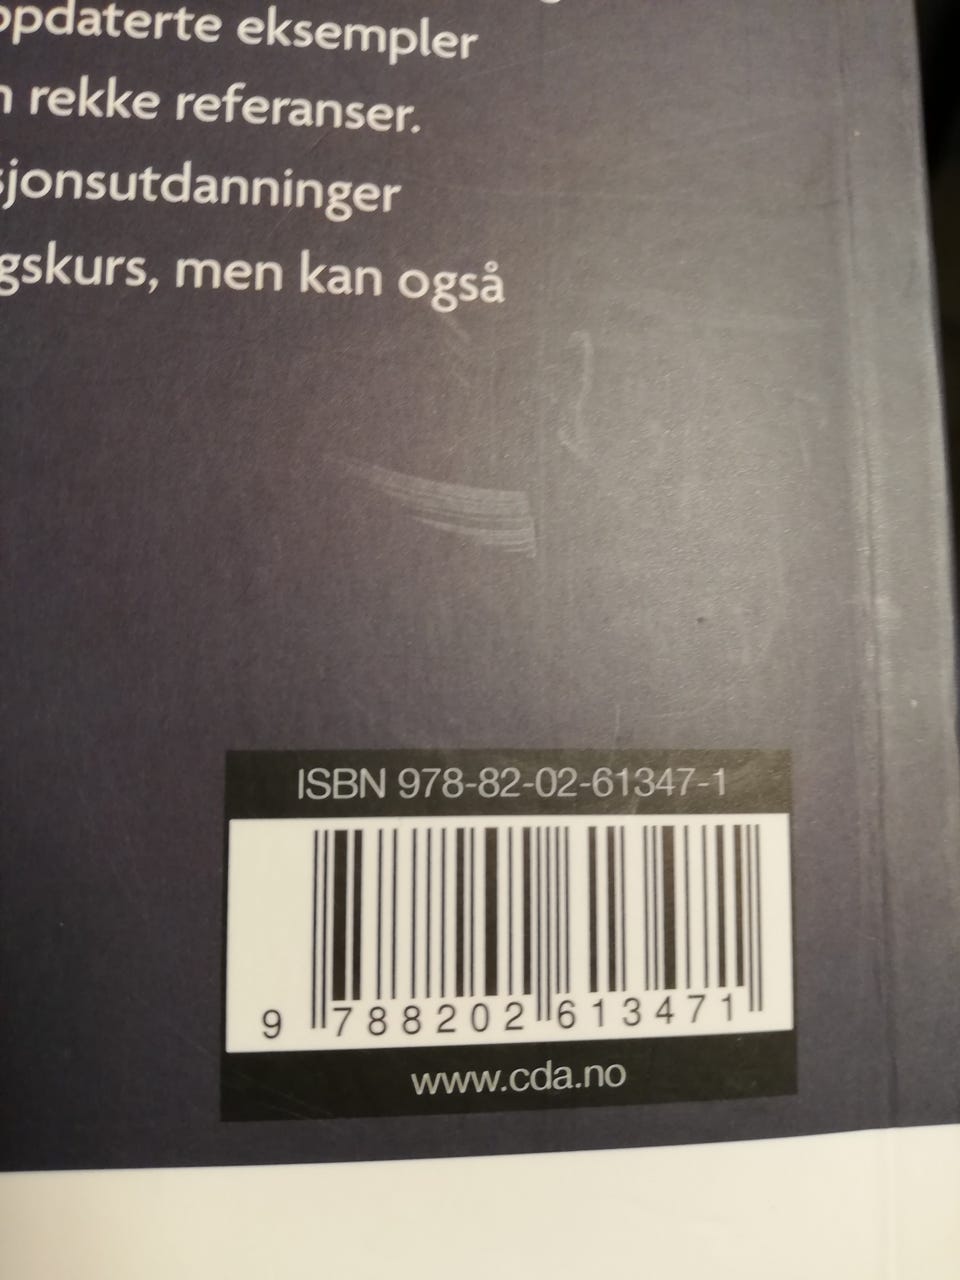 oppdaterte eksempler
rekke referanser.
sjonsutdanninger
gskurs, men kan også
ISBN 978-82-02-61347-1
9 788202 613471
www.cda.no